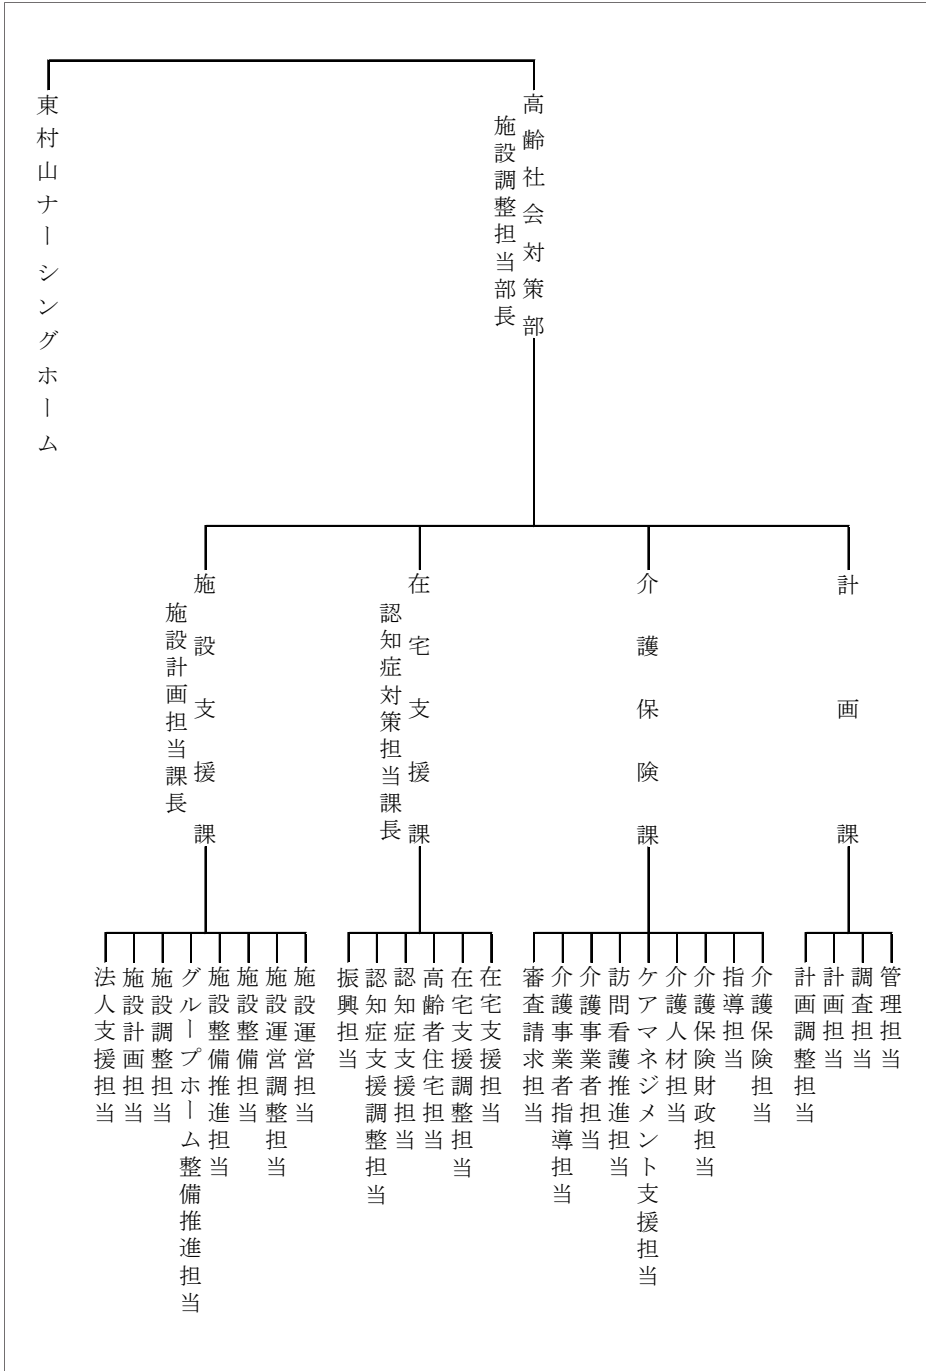 高齢社会対策部
施設調整担当部長
東村山ナーシングホーム
計画課
介護保険課
在宅支援課
認知症対策担当課長
施設支援課
施設計画担当課長
管理担当
調査担当
計画担当
計画調整担当
介護保険担当
指導担当
介護保険財政担当
介護人材担当
ケアマネジメント支援担当
訪問看護推進担当
介護事業者担当
介護事業者指導担当
審査請求担当
在宅支援担当
在宅支援調整担当
高齢者住宅担当
認知症支援担当
認知症支援調整担当
振興担当
施設運営担当
施設運営調整担当
施設整備担当
施設整備推進担当
グループホーム整備推進担当
施設調整担当
施設計画担当
法人支援担当